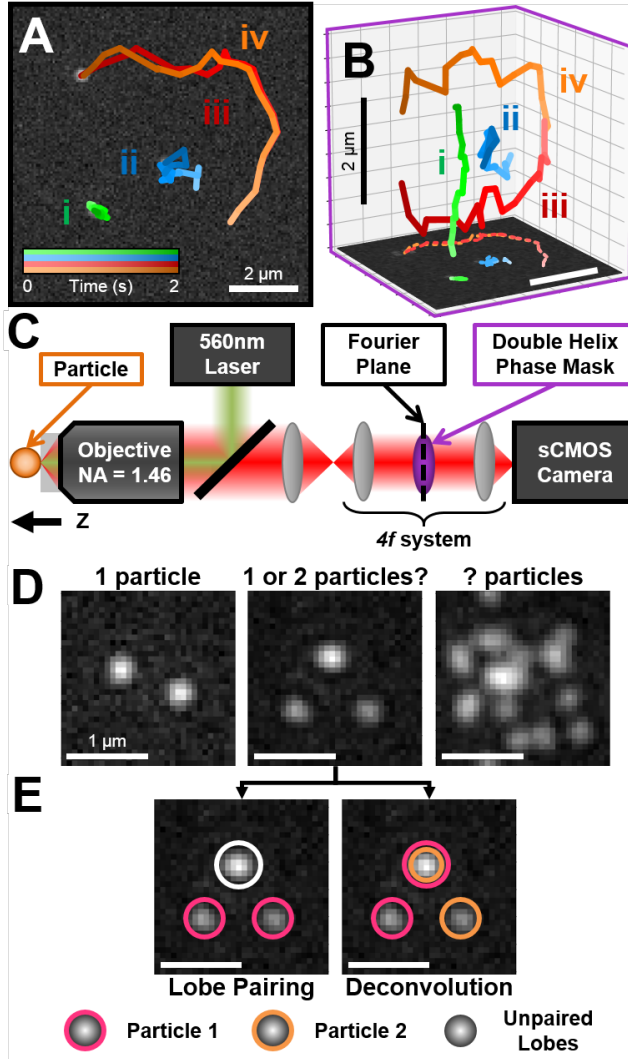 A
iv
iii
ii
i
0 Time (s) 2
2 µm
B
iv
ii
i
iii
2 µm
C
560nm
Laser
Fourier
Plane
Double Helix
Phase Mask
Particle
Objective
NA = 1.46
sCMOS
Camera
Z
4f system
D
1 particle
1 or 2 particles?
? particles
1 µm
E
Lobe Pairing
Deconvolution
Particle 1
Particle 2
Unpaired
Lobes